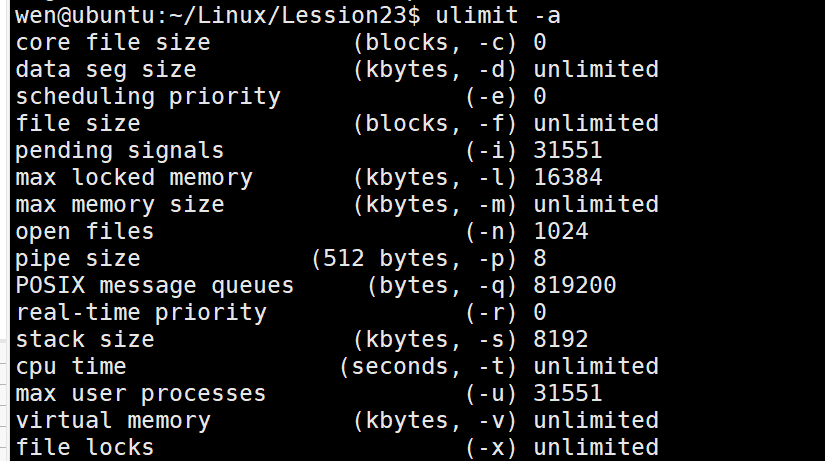 wen@ubuntu:~/Linux/Lession23$ ulimit -a
core file size (blocks, -c) 0
data seg size (kbytes, -d) unlimited
scheduling priority (-e) 0
file size (blocks, -f) unlimited
pending signals (-i) 31551
max locked memory (kbytes, -l) 16384
max memory size (kbytes, -m) unlimited
open files (-n) 1024
pipe size (512 bytes, -p) 8
POSIX message queues (bytes, -q) 819200
real-time priority (-r) 0
stack size (kbytes, -s) 8192
cpu time (seconds, -t) unlimited
max user processes (-u) 31551
virtual memory (kbytes, -v) unlimited
file locks (-x) unlimited